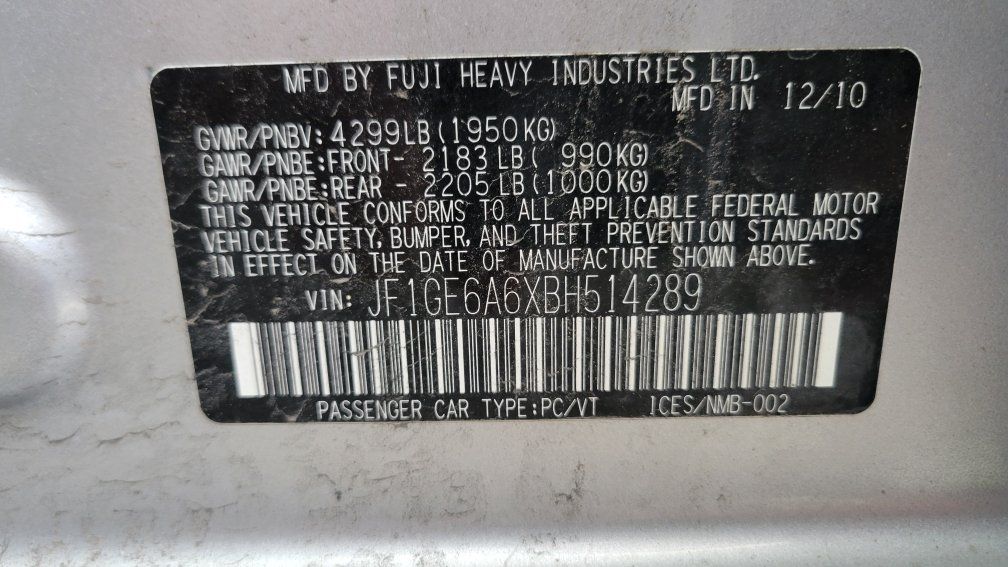 MFD BY FUJI HEAVY INDUSTRIES LTD.
MFD IN 12/10
GVWR/PNBV: 4299LB(1950KG)
GAWR/PNBE:FRONT- 2183 LB( 990KG)
GAWR/PNBE:REAR - 2205 LB(1000KG)
THIS VEHICLE CONFORMS TO ALL APPLICABLE FEDERAL MOTOR
VEHICLE SAFETY, BUMPER, AND THEFT PREVENTION STANDARDS
IN EFFECT ON THE DATE OF MANUFACTURE SHOWN ABOVE.
VIN: JF1GE6A6XBH514289
PASSENGER CAR TYPE:PC/VT ICES/NMB-002